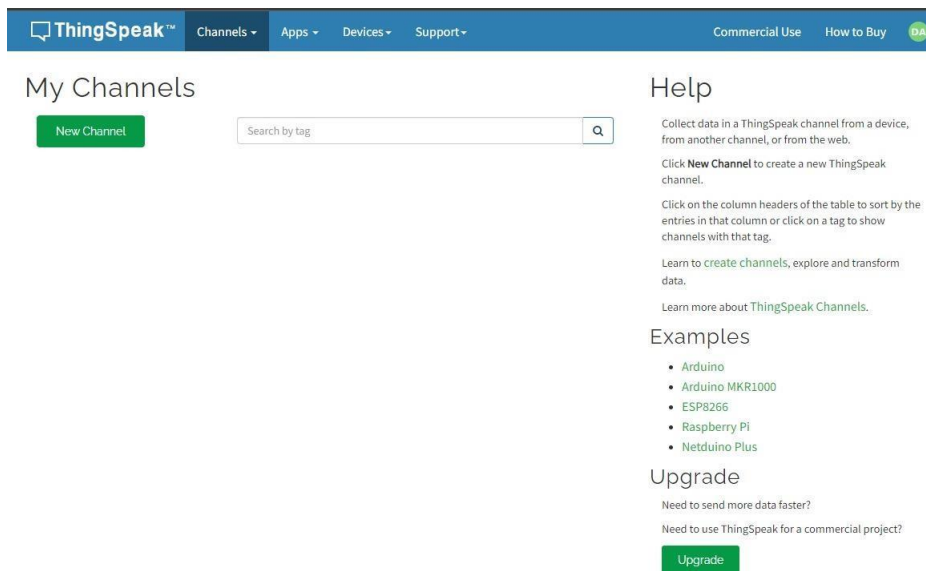 ThingSpeak™ Channels Apps Devices Support Commercial Use How to Buy DA
My Channels
New Channel
Search by tag
Help
Collect data in a ThingSpeak channel from a device,
from another channel, or from the web.
Click New Channel to create a new ThingSpeak
channel.
Click on the column headers of the table to sort by the
entries in that column or click on a tag to show
channels with that tag.
Learn to create channels, explore and transform
data.
Learn more about ThingSpeak Channels.
Examples
Arduino
Arduino MKR1000
ESP8266
Raspberry Pi
Netduino Plus
Upgrade
Need to send more data faster?
Need to use ThingSpeak for a commercial project?
Upgrade